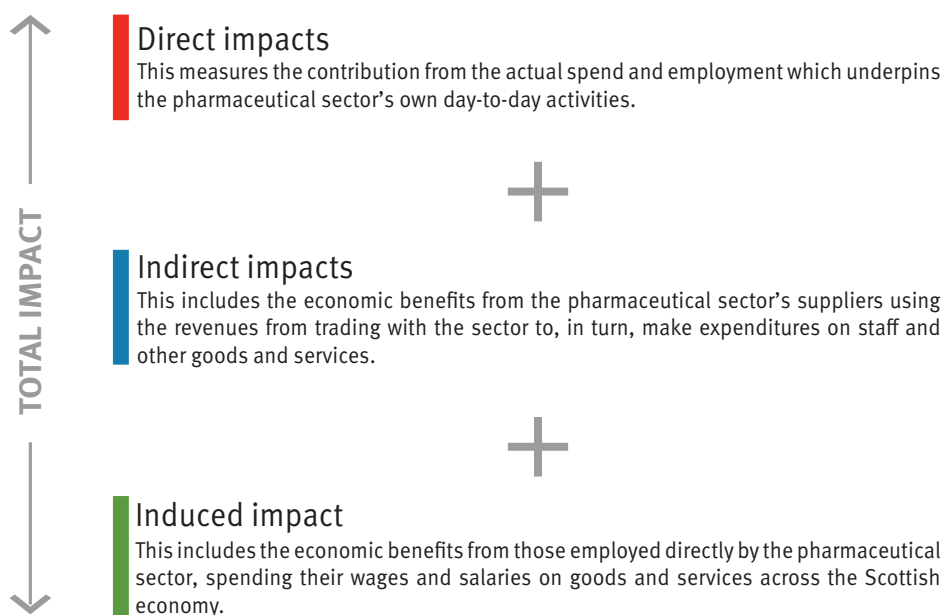 TOTAL IMPACT
Direct impacts
This measures the contribution from the actual spend and employment which underpins
the pharmaceutical sector's own day-to-day activities.
+
Indirect impacts
This includes the economic benefits from the pharmaceutical sector's suppliers using
the revenues from trading with the sector to, in turn, make expenditures on staff and
other goods and services.
+
Induced impact
This includes the economic benefits from those employed directly by the pharmaceutical
sector, spending their wages and salaries on goods and services across the Scottish
economy.